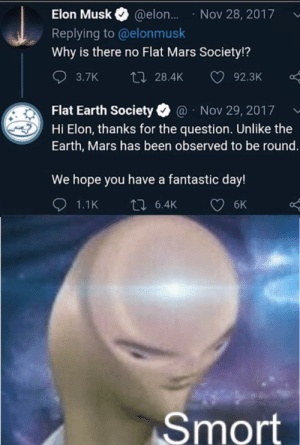 Elon Musk @elon... · Nov 28, 2017
Replying to @elonmusk
Why is there no Flat Mars Society!?
3.7K 28.4K 92.3K
Flat Earth Society @ · Nov 29, 2017
Hi Elon, thanks for the question. Unlike the
Earth, Mars has been observed to be round.
We hope you have a fantastic day!
1.1K 6.4K 6K
Smort